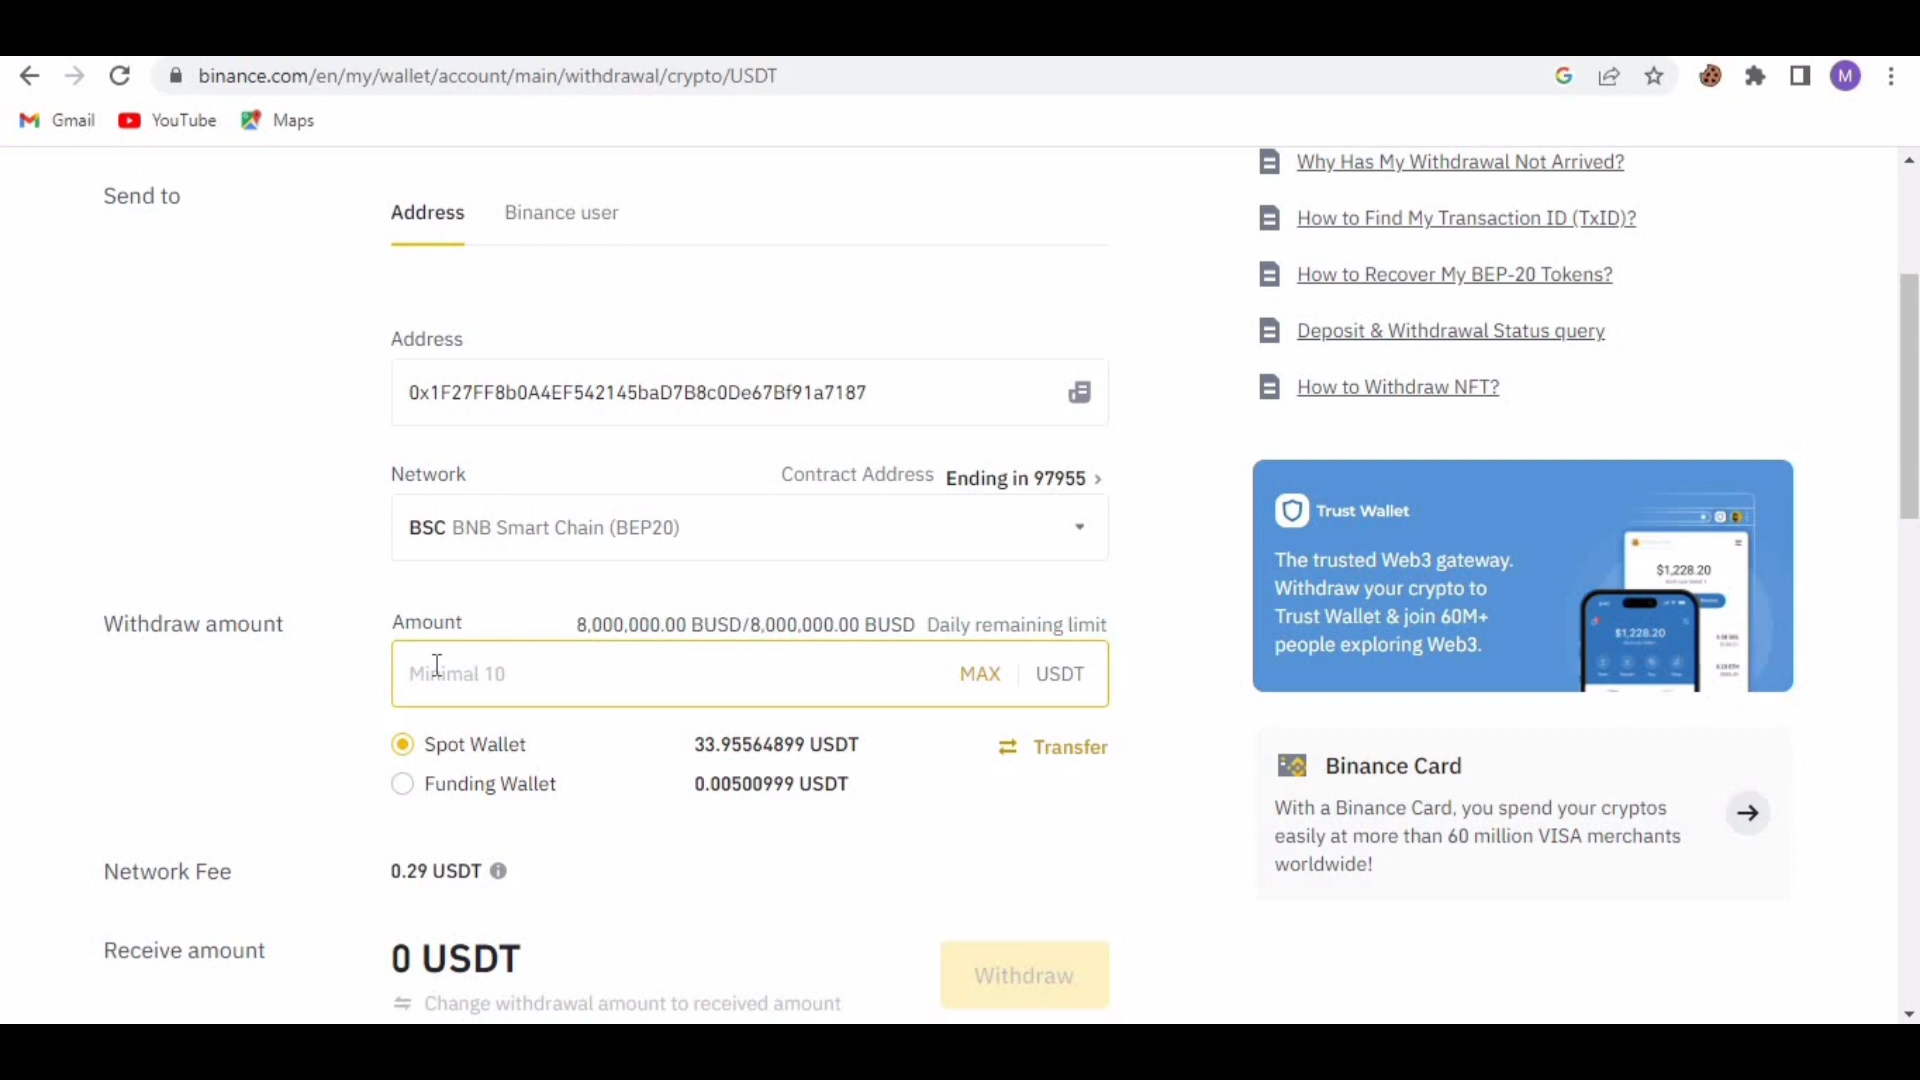 binance.com/en/my/wallet/account/main/withdrawal/crypto/USDT
M
Gmail
YouTube
Maps
Send to
Address
Binance user
Address
0x1F27FF8b0A4EF542145baD7B8c0De67Bf91a7187
Network
Contract Address Ending in 97955
BSC BNB Smart Chain (BEP20)
Withdraw amount
Amount
8,000,000.00 BUSD/8,000,000.00 BUSD Daily remaining limit
Minimal 10
MAX
USDT
Spot Wallet
33.95564899 USDT
Transfer
Funding Wallet
0.00500999 USDT
Network Fee
0.29 USDT
Receive amount
0 USDT
Change withdrawal amount to received amount
Withdraw
Why Has My Withdrawal Not Arrived?
How to Find My Transaction ID (TxID)?
How to Recover My BEP-20 Tokens?
Deposit & Withdrawal Status query
How to Withdraw NFT?
Trust Wallet
The trusted Web3 gateway.
Withdraw your crypto to
Trust Wallet & join 60M+
people exploring Web3.
$1,228.20
$1,228.20
Binance Card
With a Binance Card, you spend your cryptos
easily at more than 60 million VISA merchants
worldwide!